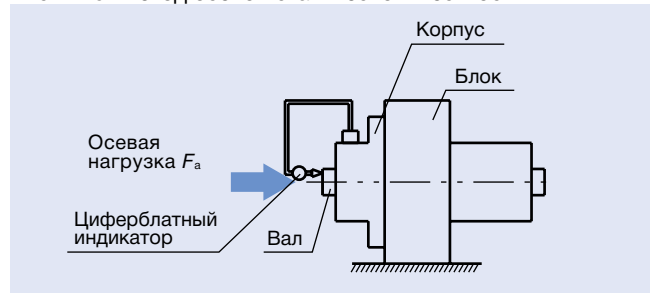 Корпус
Блок
Осевая
нагрузка Fa
Циферблатный
индикатор
Вал